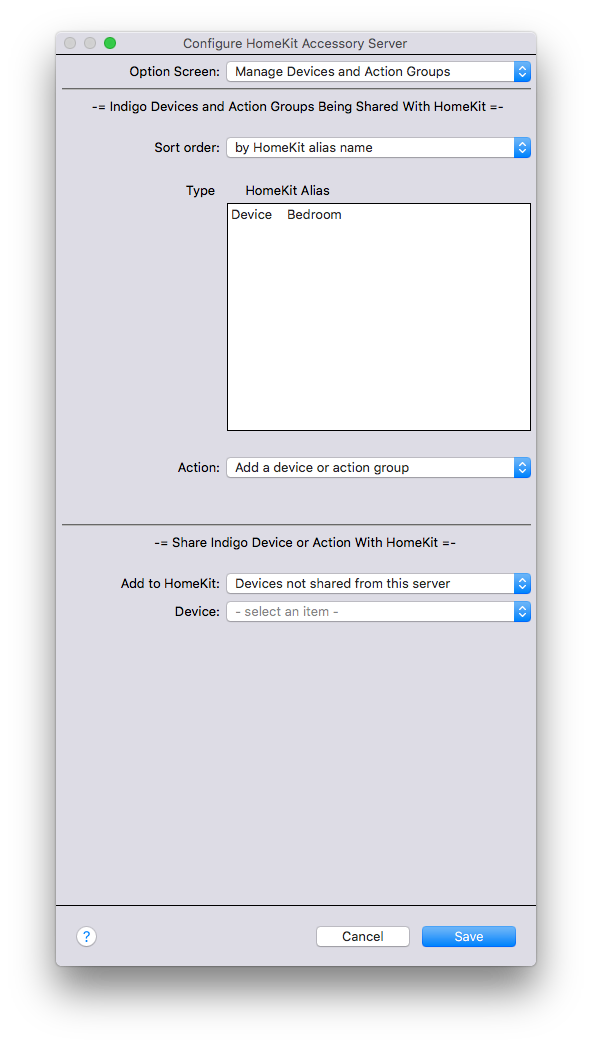 Configure HomeKit Accessory Server
Option Screen: Manage Devices and Action Groups
-= Indigo Devices and Action Groups Being Shared With HomeKit =-
Sort order: by HomeKit alias name
Type HomeKit Alias
Device Bedroom
Action: Add a device or action group
-= Share Indigo Device or Action With HomeKit =-
Add to HomeKit: Devices not shared from this server
Device: - select an item -
? Cancel Save